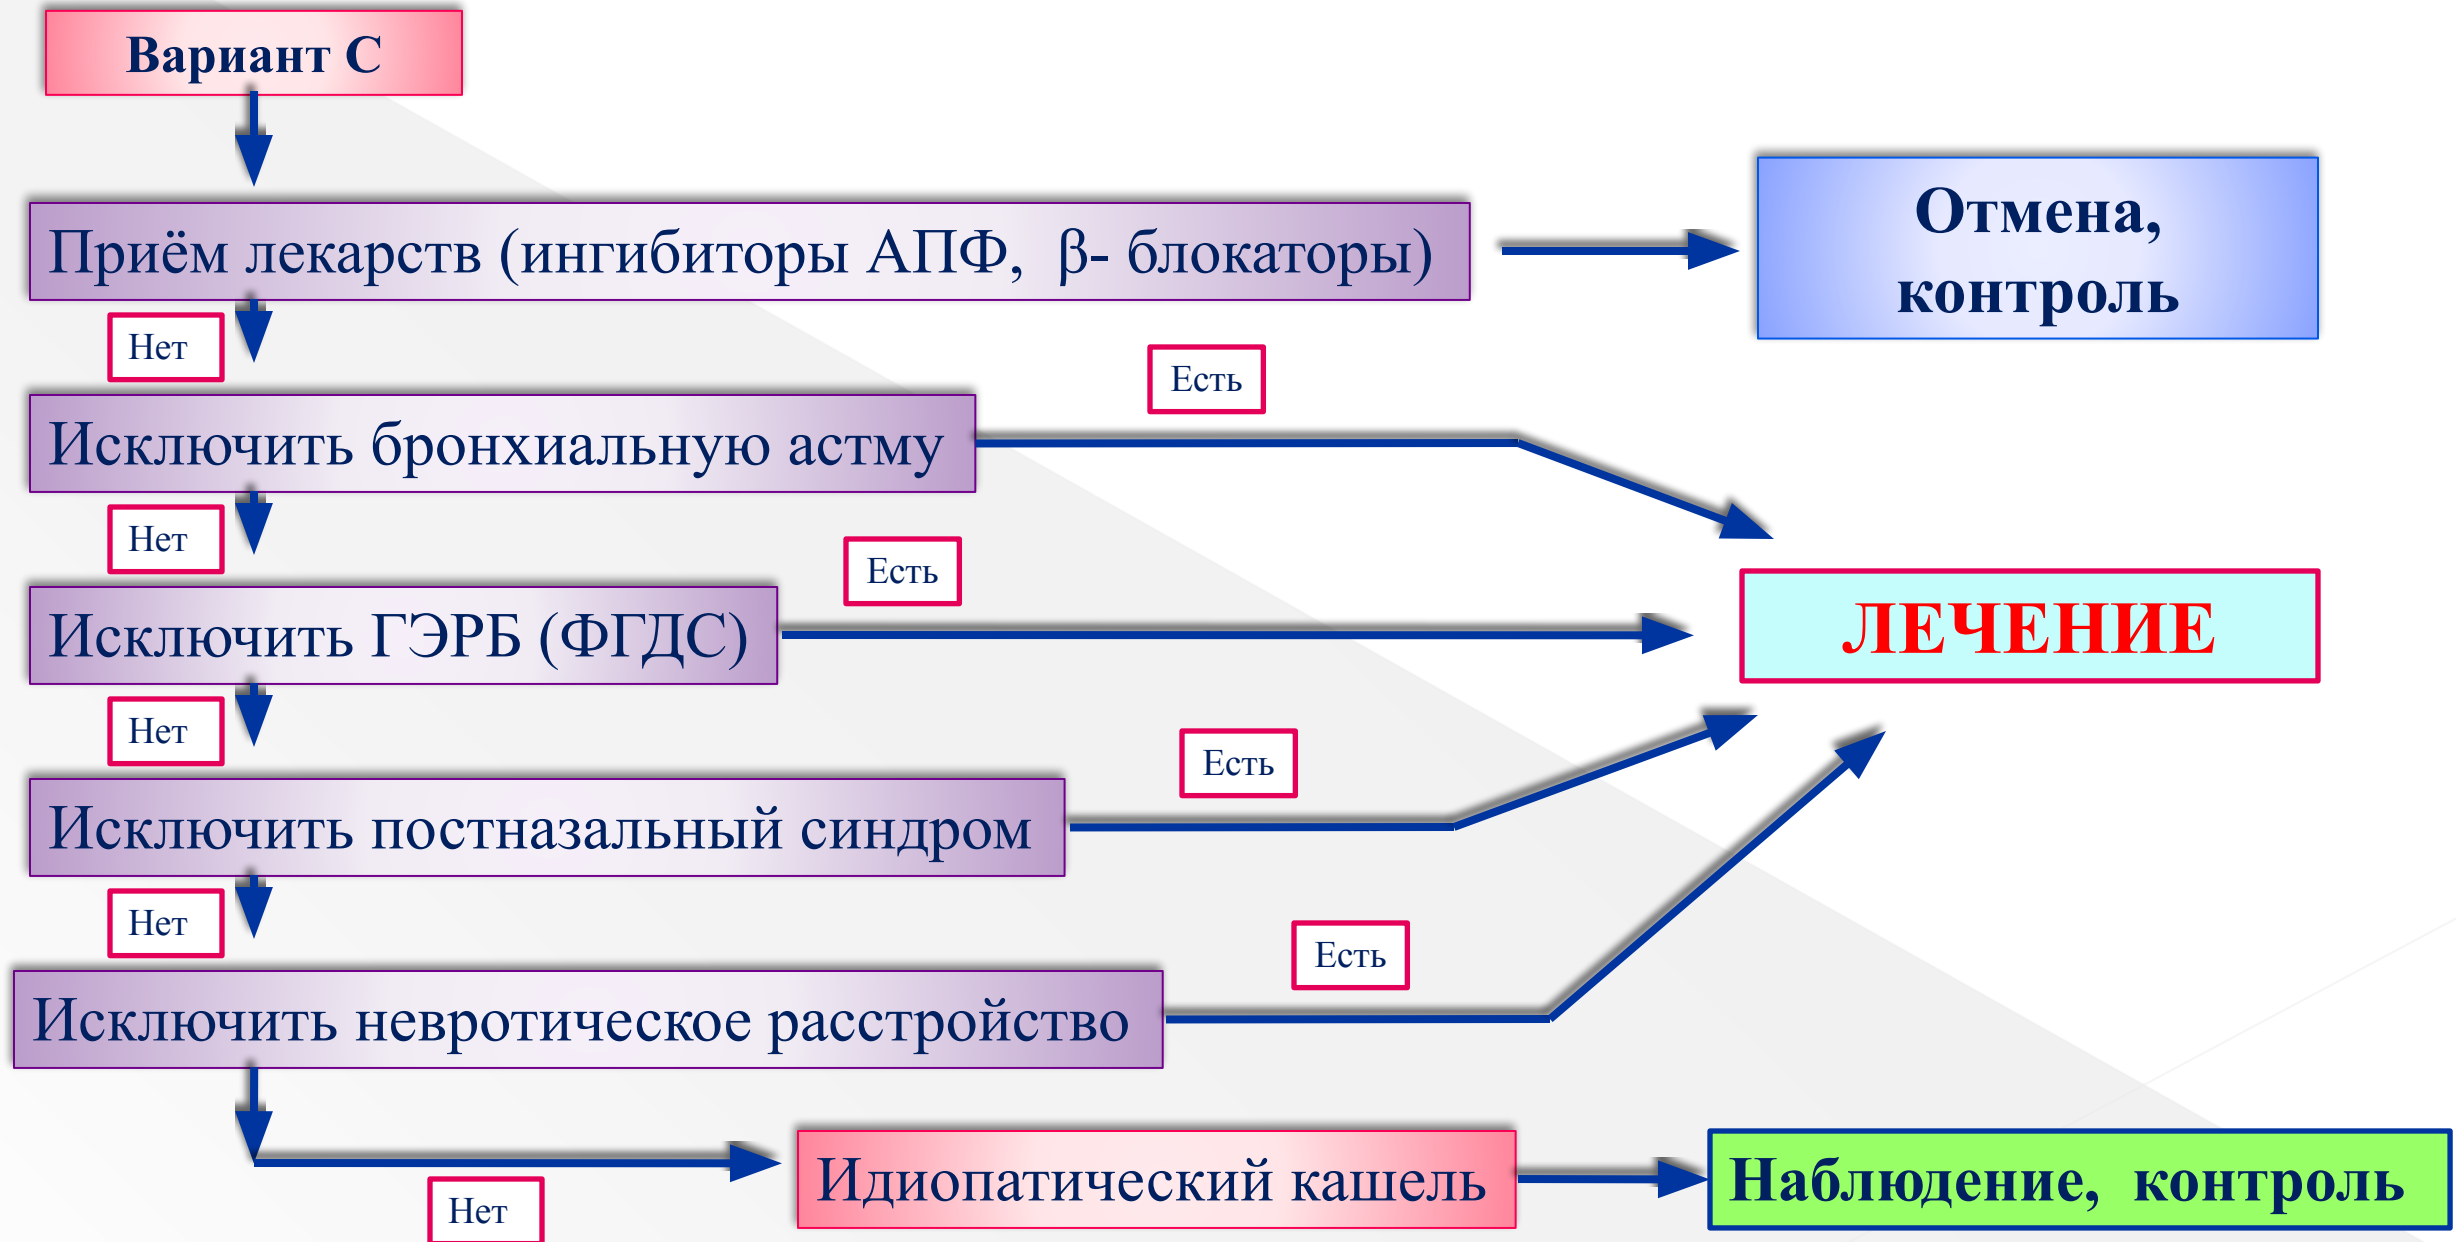 Вариант С
Приём лекарств (ингибиторы АПФ, β- блокаторы)
Отмена,
контроль
Нет
Есть
Исключить бронхиальную астму
Нет
Есть
Исключить ГЭРБ (ФГДС)
ЛЕЧЕНИЕ
Нет
Есть
Исключить постназальный синдром
Нет
Есть
Исключить невротическое расстройство
Нет
Идиопатический кашель
Наблюдение, контроль